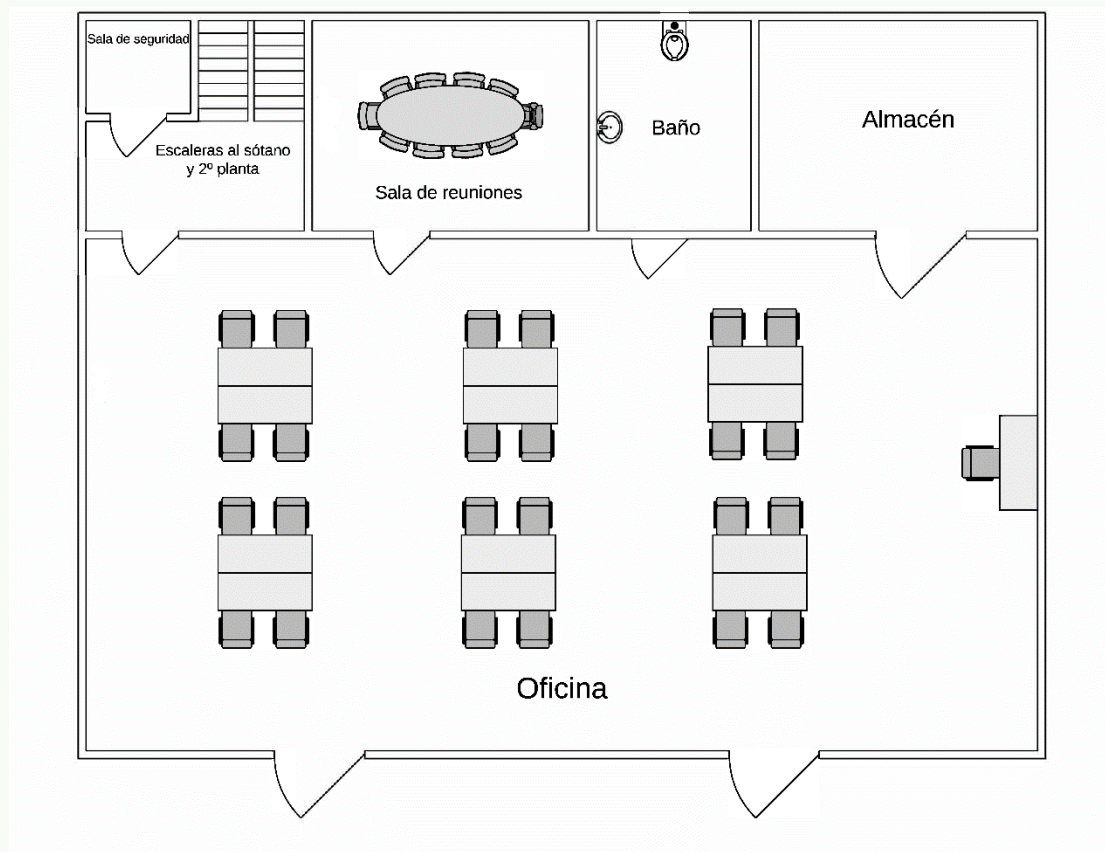 Sala de seguridad
Escaleras al sótano
y 2º planta
Sala de reuniones
Baño
Almacén
Oficina